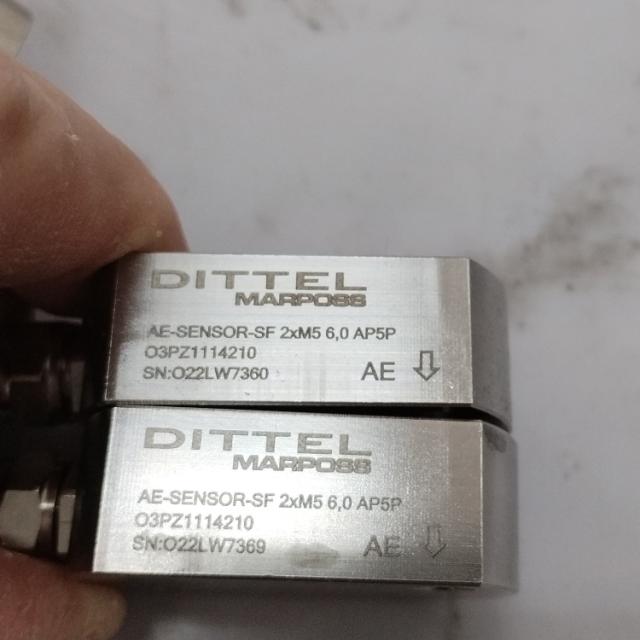 DITTEL
MARPOSS
AE-SENSOR-SF 2xM5 6,0 AP5P
O3PZ1114210
SN:O22LW7360 AE
DITTEL
MARPOSS
AE-SENSOR-SF 2xM5 6,0 AP5P
O3PZ1114210
SN:O22LW7369 AE